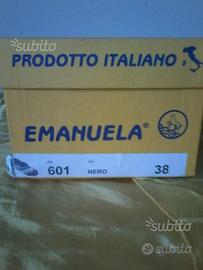 subito
PRODOTTO ITALIANO
EMANUELA®
601 NERO 38
subito
subito